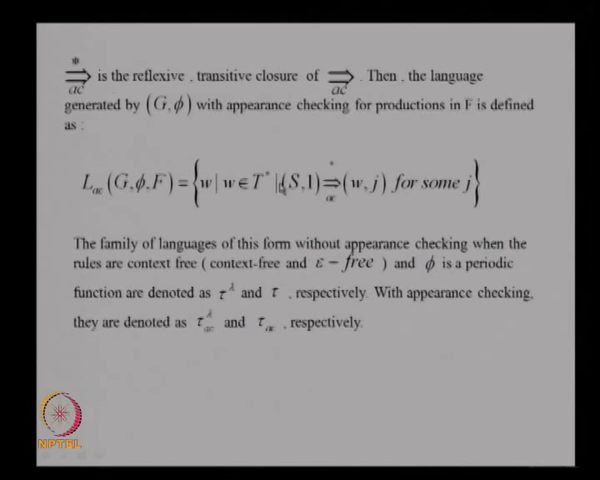 *⇒ac is the reflexive , transitive closure of ⇒ac . Then , the language
generated by (G, ϕ) with appearance checking for productions in F is defined
as :
L_ac (G, ϕ, F) = {w | w ∈ T* | (S,1) *⇒ac (w, j) for some j}
The family of languages of this form without appearance checking when the
rules are context free ( context-free and ε − free ) and ϕ is a periodic
function are denoted as τ^λ and τ , respectively. With appearance checking,
they are denoted as τ^λ_ac and τ_ac , respectively.
NPTEL